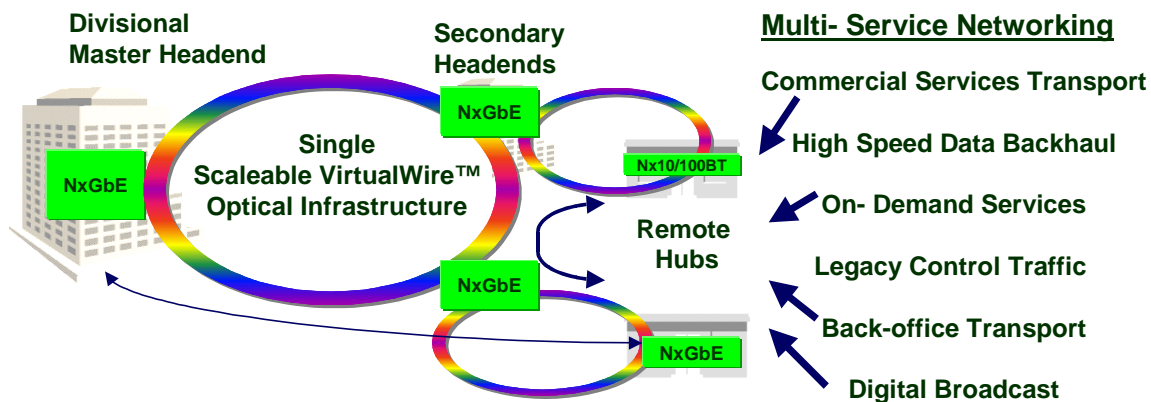 Divisional
Master Headend
Secondary
Headends
Multi- Service Networking
NxGbE
NxGbE
Single
Scaleable VirtualWire™
Optical Infrastructure
Nx10/100BT
Remote
Hubs
NxGbE
NxGbE
Commercial Services Transport
High Speed Data Backhaul
On- Demand Services
Legacy Control Traffic
Back-office Transport
Digital Broadcast